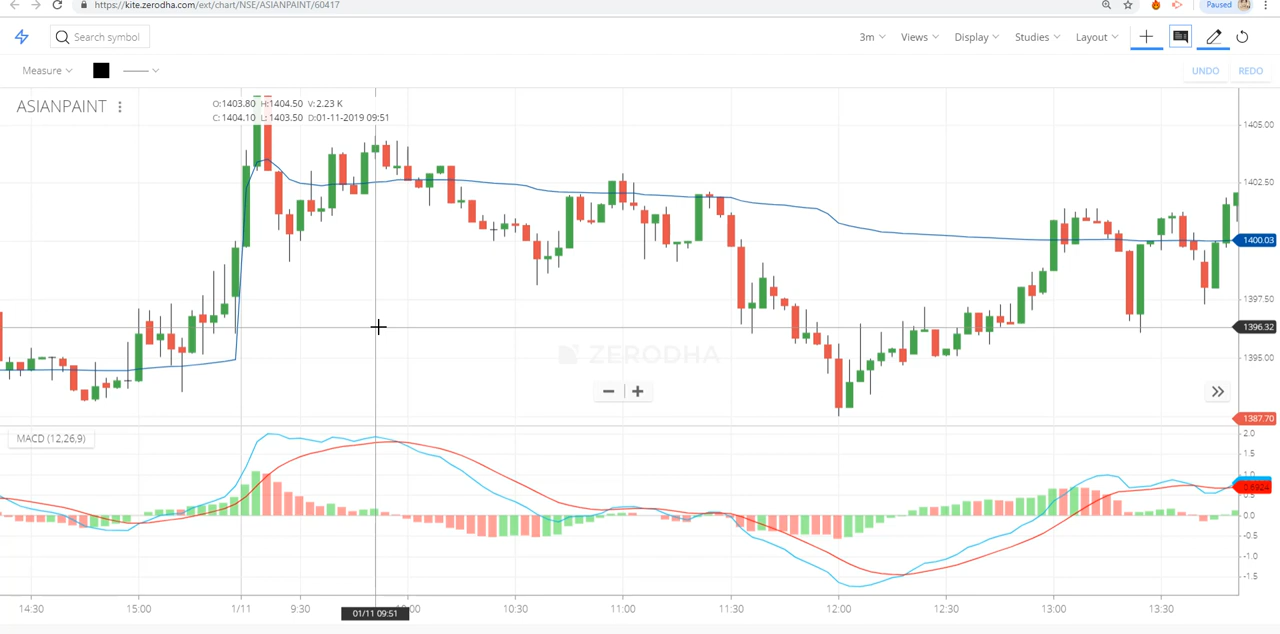 https://kite.zerodha.com/ext/chart/NSE/ASIANPAINT/60417
Paused
Search symbol
3m Views Display Studies Layout
Measure
UNDO REDO
ASIANPAINT
O:1403.80 H:1404.50 V:2.23 K
C:1404.10 L:1403.50 D:01-11-2019 09:51
1405.00
1402.50
1400.03
1397.50
1396.32
1395.00
ZERODHA
1387.70
MACD (12,26,9)
2.0
1.5
1.0
0.0
-0.5
-1.0
-1.5
14:30 15:00 1/11 9:30 10:30 11:00 11:30 12:00 12:30 13:00 13:30
01/11 09:51